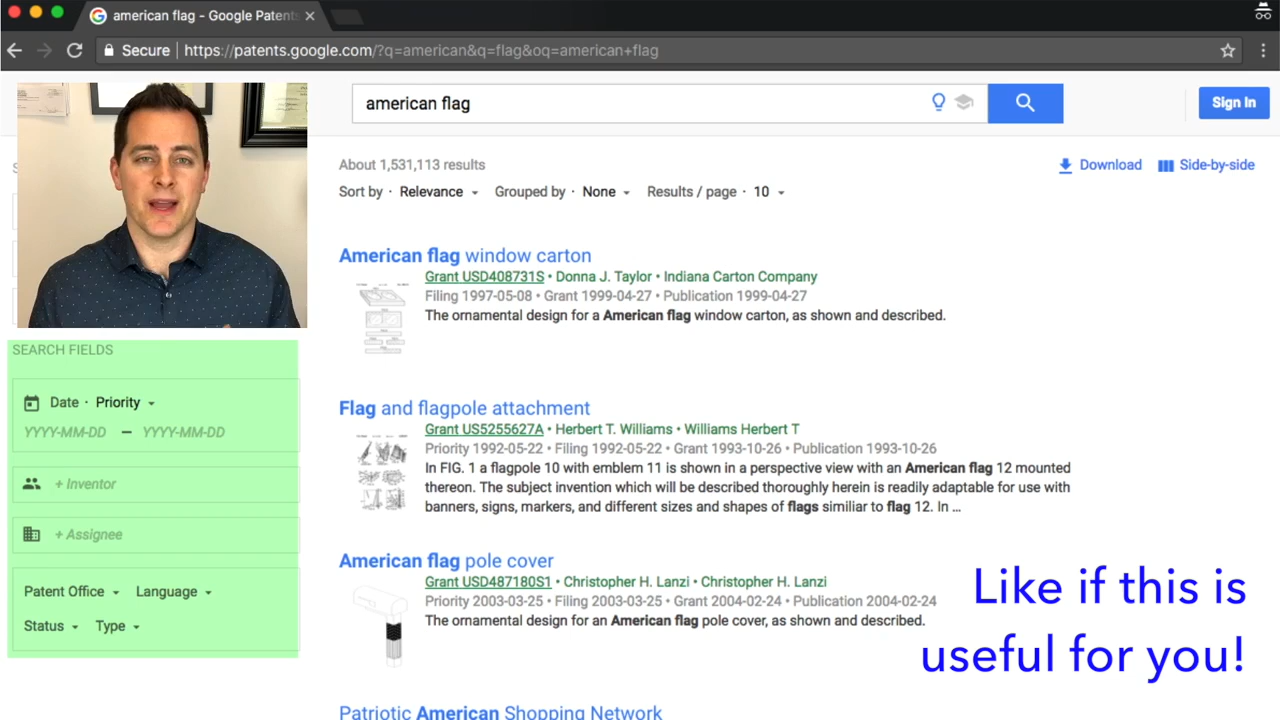 american flag - Google Patents
Secure | https://patents.google.com/?q=american&q=flag&oq=american+flag
american flag
Sign In
About 1,531,113 results
Download
Side-by-side
Sort by · Relevance
Grouped by · None
Results / page · 10
American flag window carton
Grant USD408731S • Donna J. Taylor • Indiana Carton Company
Filing 1997-05-08 • Grant 1999-04-27 • Publication 1999-04-27
The ornamental design for a American flag window carton, as shown and described.
SEARCH FIELDS
Date · Priority
YYYY-MM-DD – YYYY-MM-DD
+ Inventor
+ Assignee
Patent Office
Language
Status
Type
Flag and flagpole attachment
Grant US5255627A • Herbert T. Williams • Williams Herbert T
Priority 1992-05-22 • Filing 1992-05-22 • Grant 1993-10-26 • Publication 1993-10-26
In FIG. 1 a flagpole 10 with emblem 11 is shown in a perspective view with an American flag 12 mounted
thereon. The subject invention which will be described thoroughly herein is readily adaptable for use with
banners, signs, markers, and different sizes and shapes of flags similiar to flag 12. In ...
American flag pole cover
Grant USD487180S1 • Christopher H. Lanzi • Christopher H. Lanzi
Priority 2003-03-25 • Filing 2003-03-25 • Grant 2004-02-24 • Publication 2004-02-24
The ornamental design for an American flag pole cover, as shown and described.
Like if this is
useful for you!
Patriotic American Shopping Network